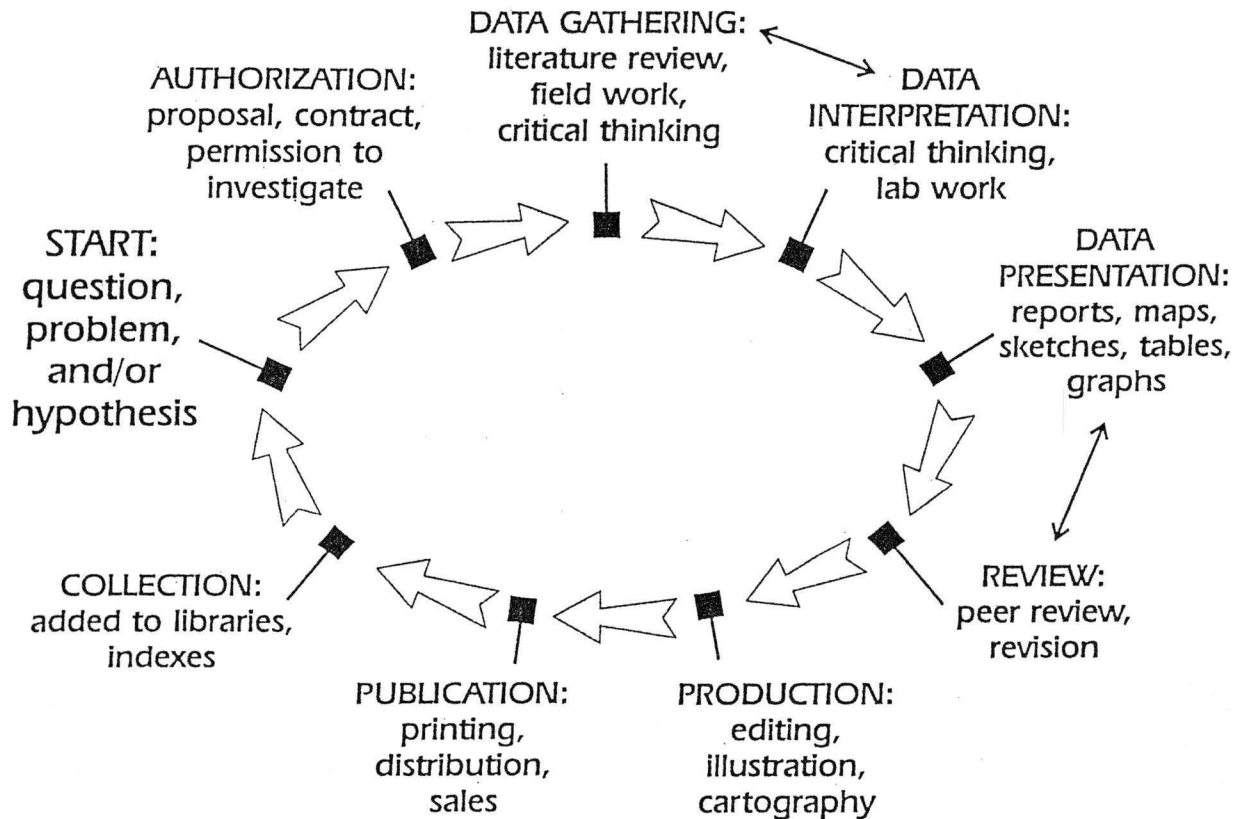 START:
question,
problem,
and/or
hypothesis
AUTHORIZATION:
proposal, contract,
permission to
investigate
DATA GATHERING:
literature review,
field work,
critical thinking
DATA
INTERPRETATION:
critical thinking,
lab work
DATA
PRESENTATION:
reports, maps,
sketches, tables,
graphs
REVIEW:
peer review,
revision
PRODUCTION:
editing,
illustration,
cartography
PUBLICATION:
printing,
distribution,
sales
COLLECTION:
added to libraries,
indexes